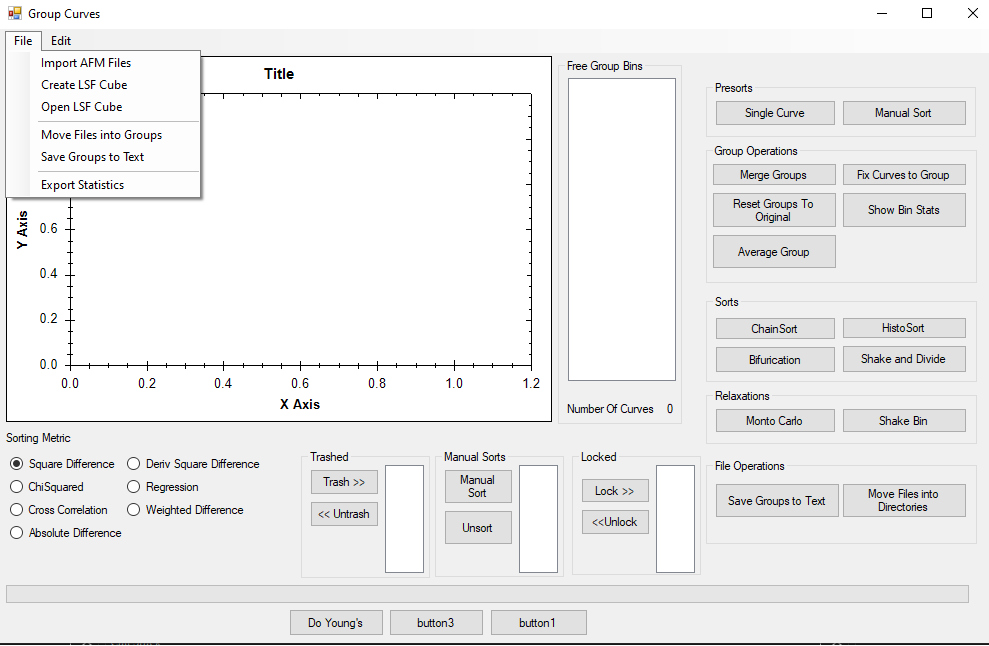 Group Curves
File Edit
Import AFM Files
Create LSF Cube
Open LSF Cube
Move Files into Groups
Save Groups to Text
Export Statistics
Title
Y Axis
0.6
0.4
0.2
0.0
0.0 0.2 0.4 0.6 0.8 1.0 1.2
X Axis
Free Group Bins
Number Of Curves 0
Presorts
Single Curve Manual Sort
Group Operations
Merge Groups Fix Curves to Group
Reset Groups To
Original
Show Bin Stats
Average Group
Sorts
ChainSort HistoSort
Bifurication Shake and Divide
Relaxations
Monto Carlo Shake Bin
File Operations
Save Groups to Text
Move Files into
Directories
Sorting Metric
Square Difference Deriv Square Difference
ChiSquared Regression
Cross Correlation Weighted Difference
Absolute Difference
Trashed
Trash >>
<< Untrash
Manual Sorts
Manual
Sort
Unsort
Locked
Lock >>
<<Unlock
Do Young's button3 button1